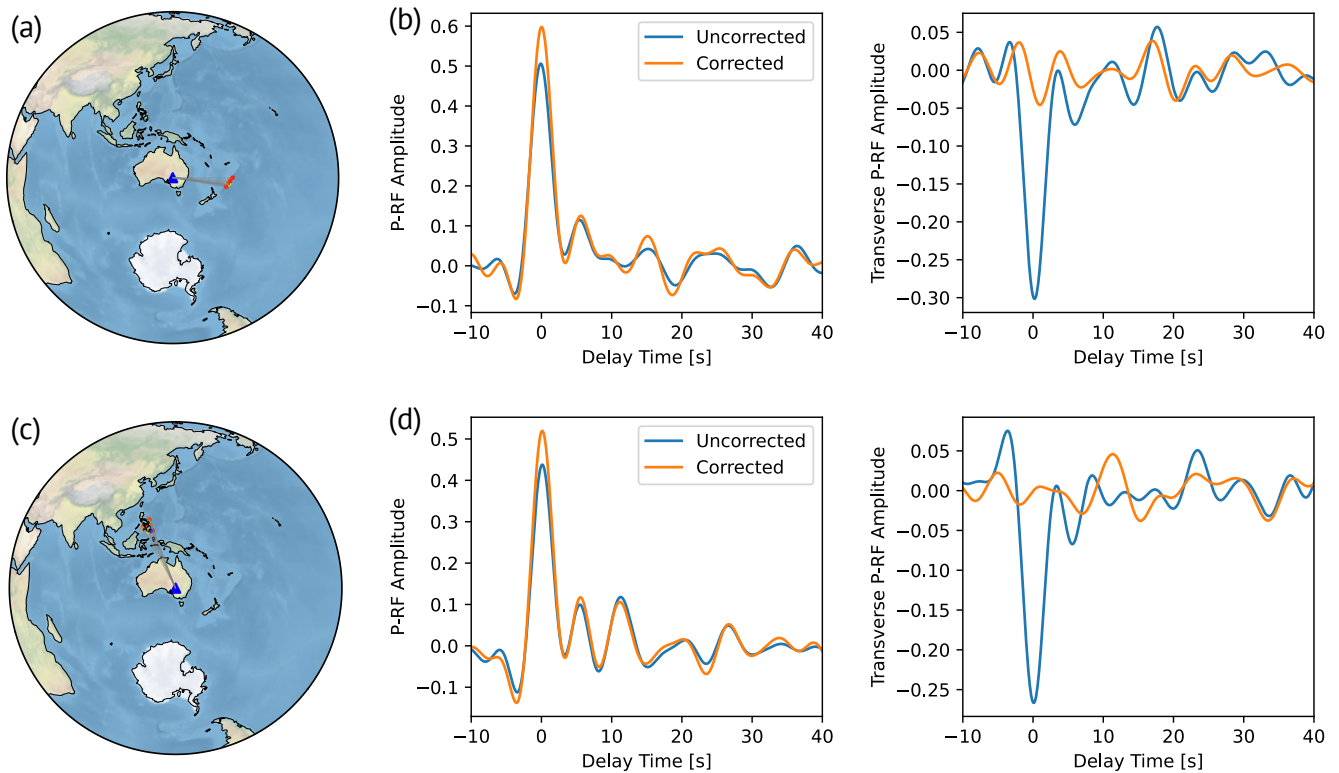 (a)
(b)
0.6
0.5
0.4
0.3
0.2
0.1
0.0
−0.1
P-RF Amplitude
Uncorrected
Corrected
−10 0 10 20 30 40
Delay Time [s]
0.05
0.00
−0.05
−0.10
−0.15
−0.20
−0.25
−0.30
Transverse P-RF Amplitude
−10 0 10 20 30 40
Delay Time [s]
(c)
(d)
0.5
0.4
0.3
0.2
0.1
0.0
−0.1
P-RF Amplitude
Uncorrected
Corrected
−10 0 10 20 30 40
Delay Time [s]
0.05
0.00
−0.05
−0.10
−0.15
−0.20
−0.25
Transverse P-RF Amplitude
−10 0 10 20 30 40
Delay Time [s]